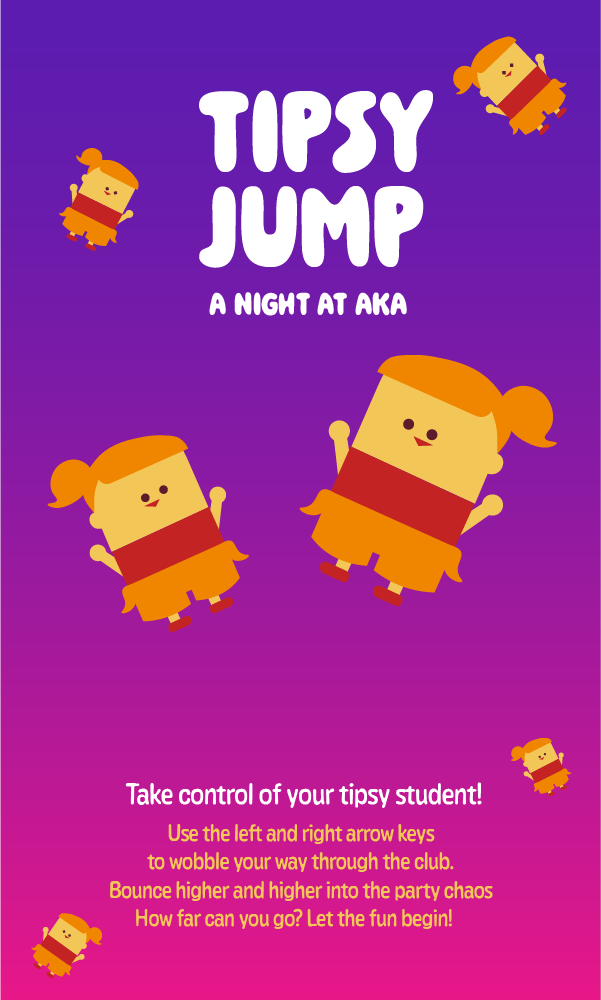 TIPSY
JUMP
A NIGHT AT AKA
Take control of your tipsy student!
Use the left and right arrow keys
to wobble your way through the club.
Bounce higher and higher into the party chaos
How far can you go? Let the fun begin!